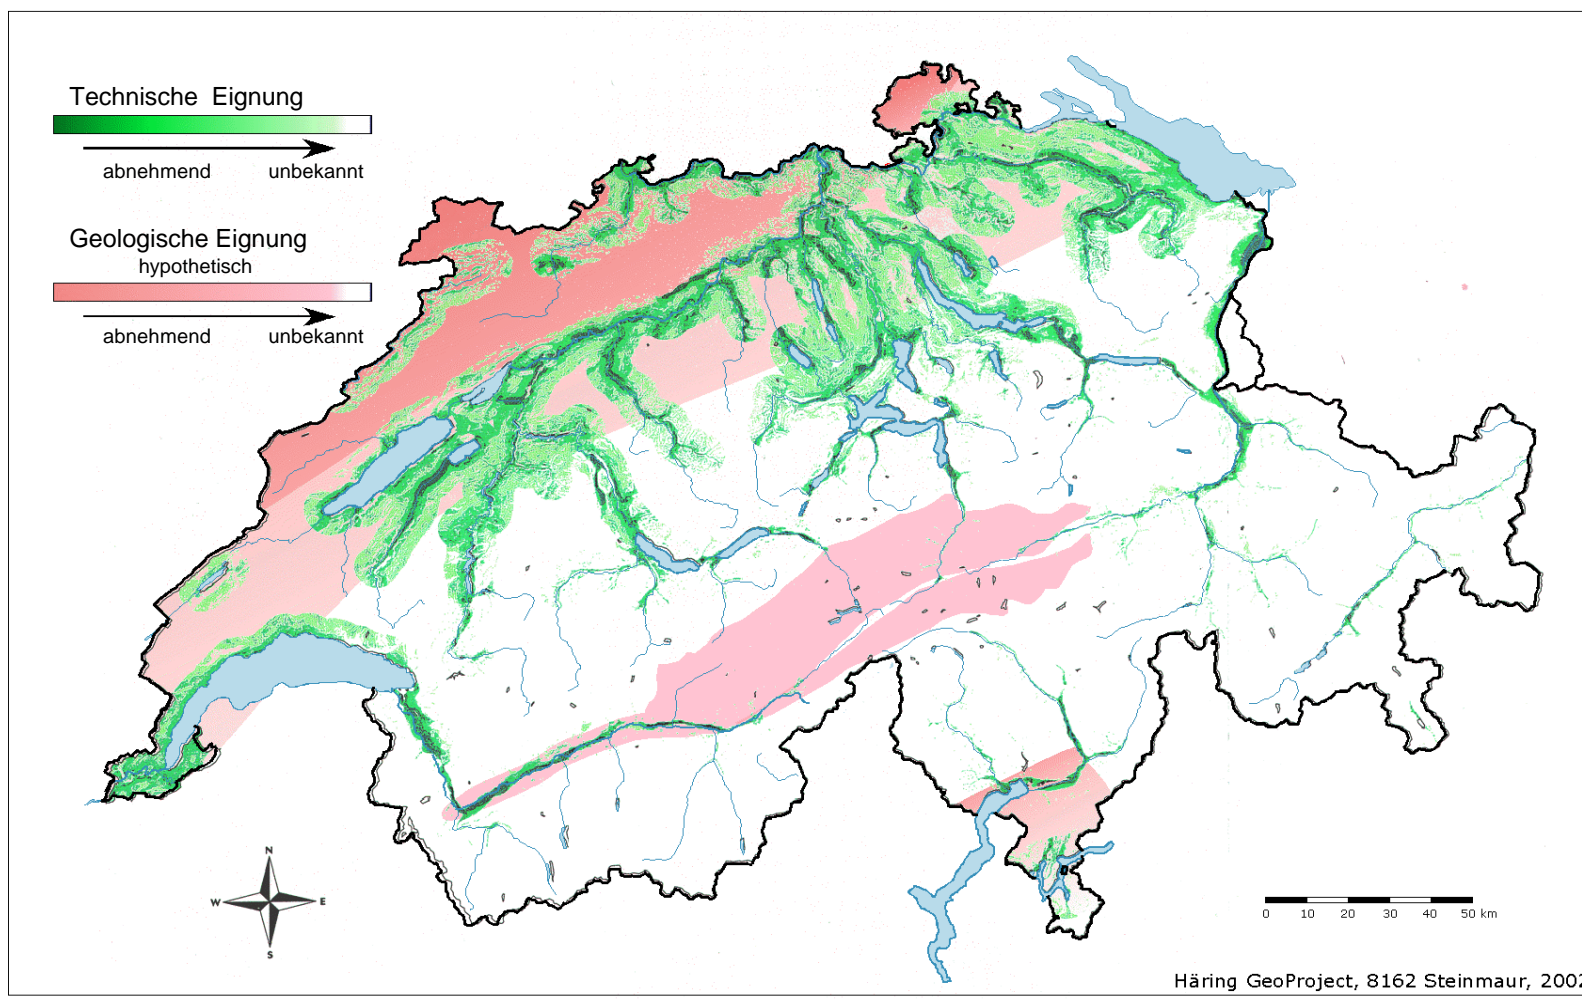 Technische Eignung
abnehmend unbekannt
Geologische Eignung
hypothetisch
abnehmend unbekannt
N
W E
S
0 10 20 30 40 50 km
Häring GeoProject, 8162 Steinmaur, 2002